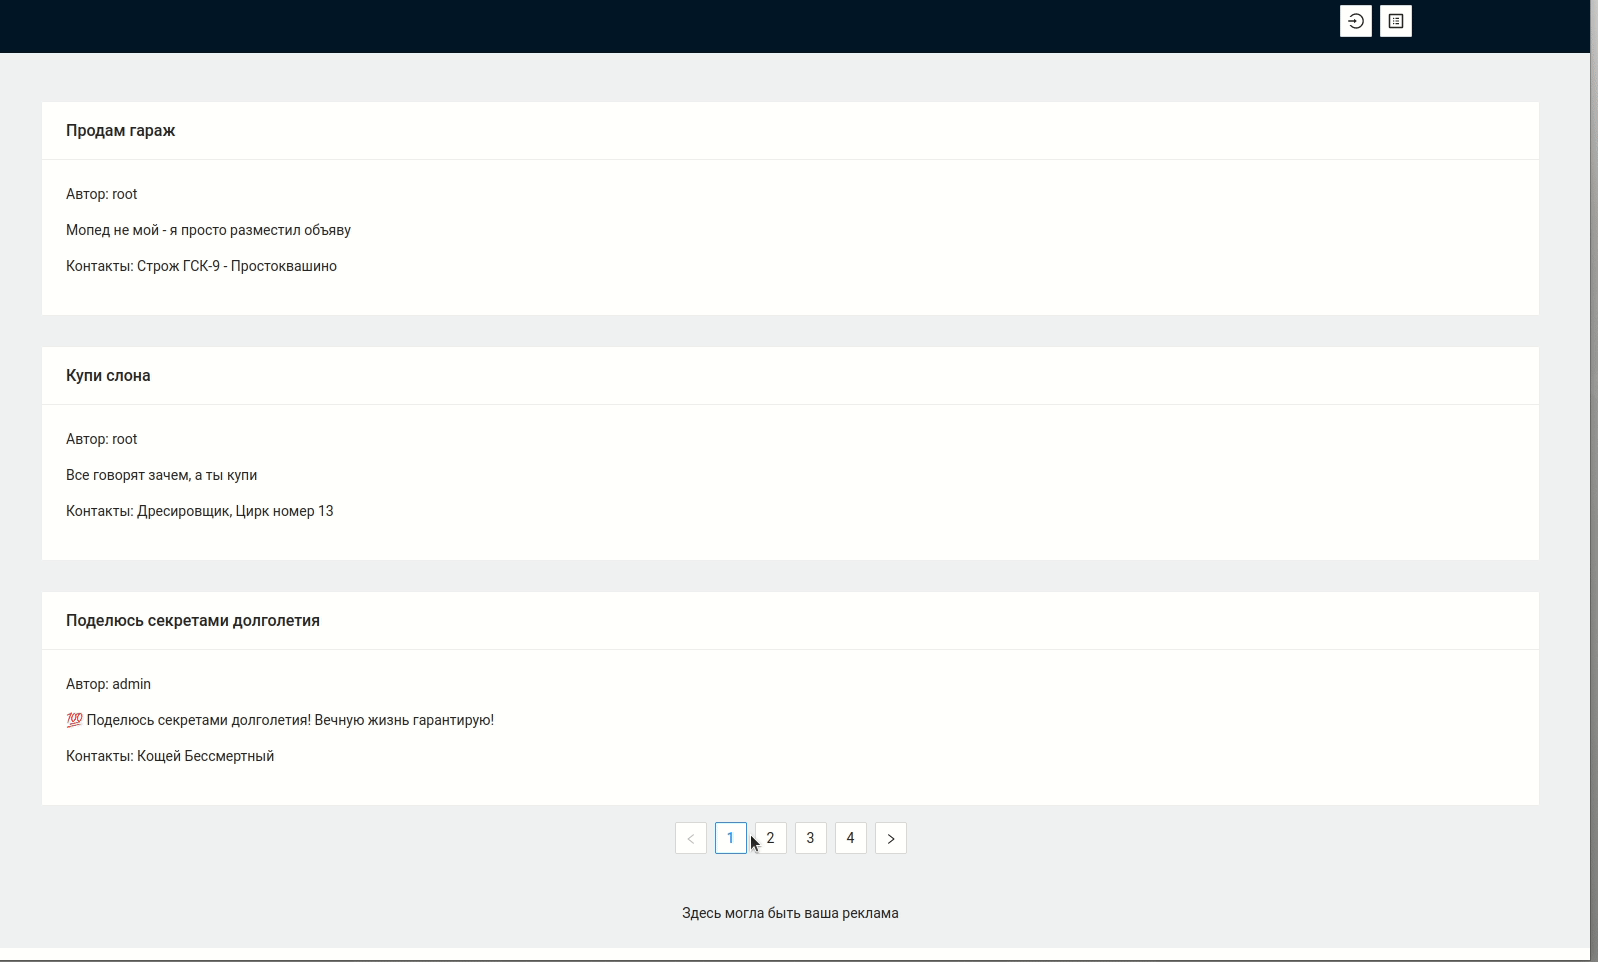 Продам гараж
Автор: root
Мопед не мой - я просто разместил объяву
Контакты: Строж ГСК-9 - Простоквашино
Купи слона
Автор: root
Все говорят зачем, а ты купи
Контакты: Дресировщик, Цирк номер 13
Поделюсь секретами долголетия
Автор: admin
💯 Поделюсь секретами долголетия! Вечную жизнь гарантирую!
Контакты: Кощей Бессмертный
< 1 2 3 4 >
Здесь могла быть ваша реклама